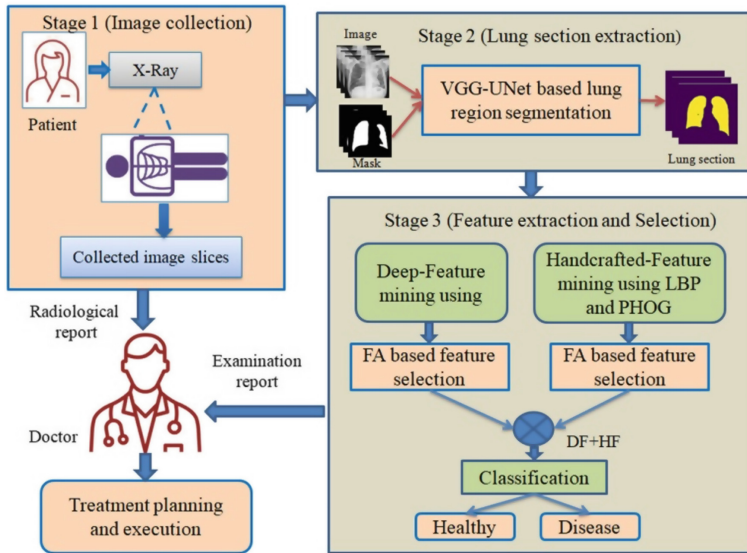 Stage 1 (Image collection)
X-Ray
Patient
Collected image slices
Stage 2 (Lung section extraction)
Image
Mask
VGG-UNet based lung
region segmentation
Lung section
Stage 3 (Feature extraction and Selection)
Deep-Feature
mining using
Handcrafted-Feature
mining using LBP
and PHOG
FA based feature
selection
FA based feature
selection
DF+HF
Classification
Healthy
Disease
Radiological
report
Examination
report
Doctor
Treatment planning
and execution